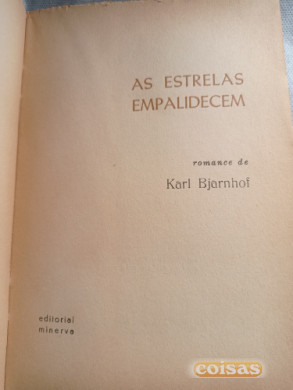 AS ESTRELAS
EMPALIDECEM
romance de
Karl Bjarnhof
editorial
minerva
coisas